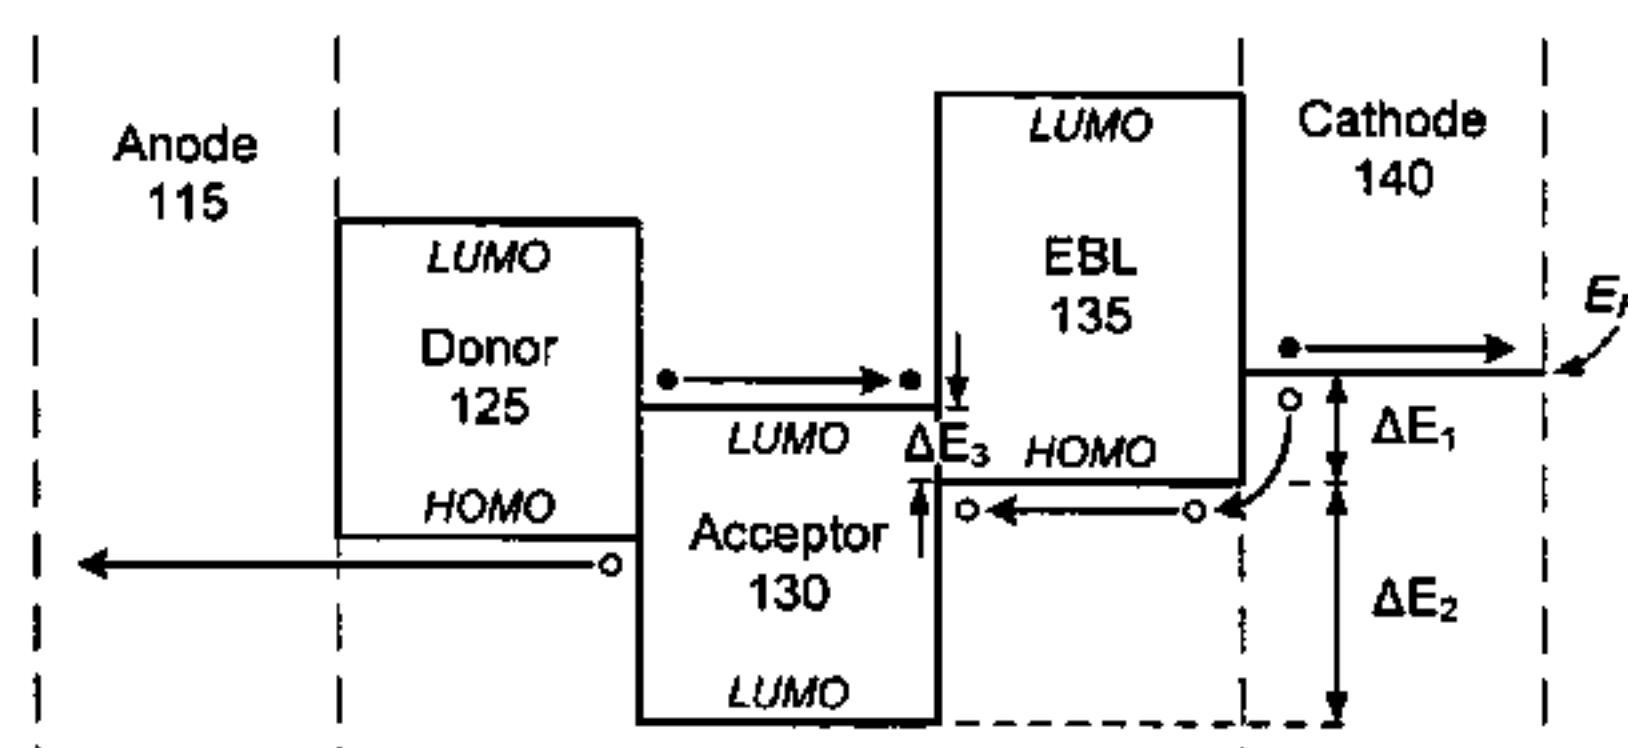 Anode
115
LUMO
Donor
125
HOMO
LUMO
Acceptor
130
LUMO
ΔE₃
LUMO
EBL
135
HOMO
Cathode
140
ΔE₁
ΔE₂